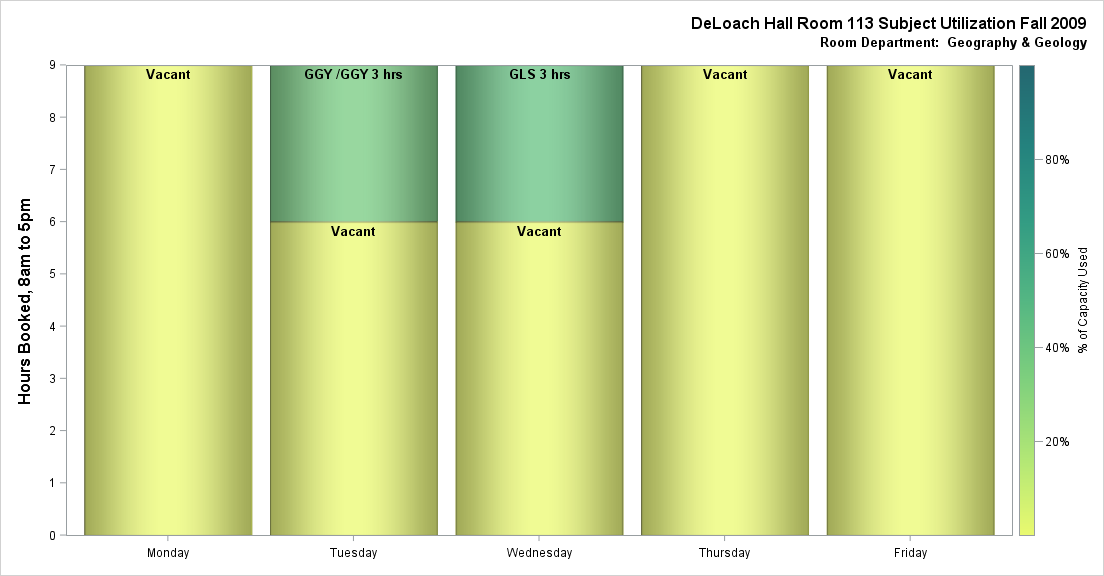 DeLoach Hall Room 113 Subject Utilization Fall 2009
Room Department:  Geography & Geology
Hours Booked, 8am to 5pm
9
8
7
6
5
4
3
2
1
0
Vacant
GGY /GGY 3 hrs
GLS 3 hrs
Vacant
Vacant
Vacant
Vacant
Monday
Tuesday
Wednesday
Thursday
Friday
80%
60%
40%
20%
% of Capacity Used